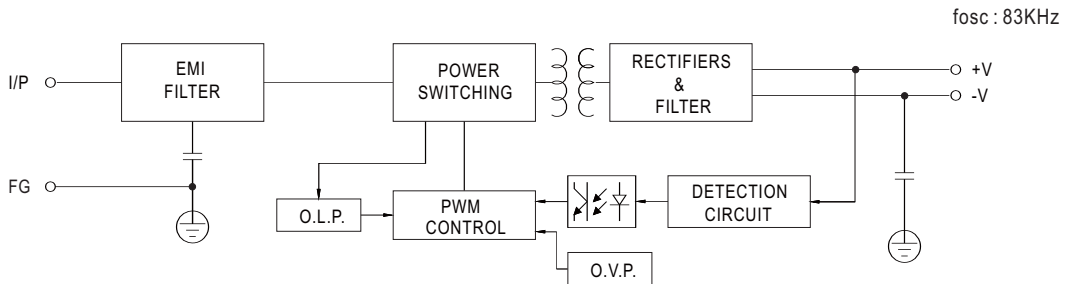 fosc : 83KHz
I/P
EMI
FILTER
POWER
SWITCHING
RECTIFIERS
&
FILTER
+V
-V
FG
O.L.P.
PWM
CONTROL
DETECTION
CIRCUIT
O.V.P.